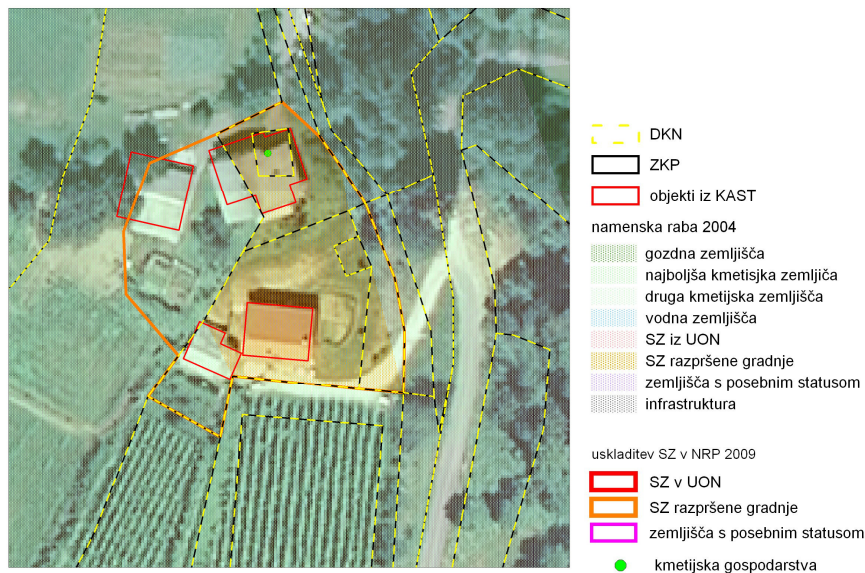 DKN
ZKP
objekti iz KAST
namenska raba 2004
gozdna zemljišča
najboljša kmetisjka zemljiča
druga kmetijska zemljišča
vodna zemljišča
SZ iz UON
SZ razpršene gradnje
zemljišča s posebnim statusom
infrastruktura
uskladitev SZ v NRP 2009
SZ v UON
SZ razpršene gradnje
zemljišča s posebnim statusom
kmetijska gospodarstva